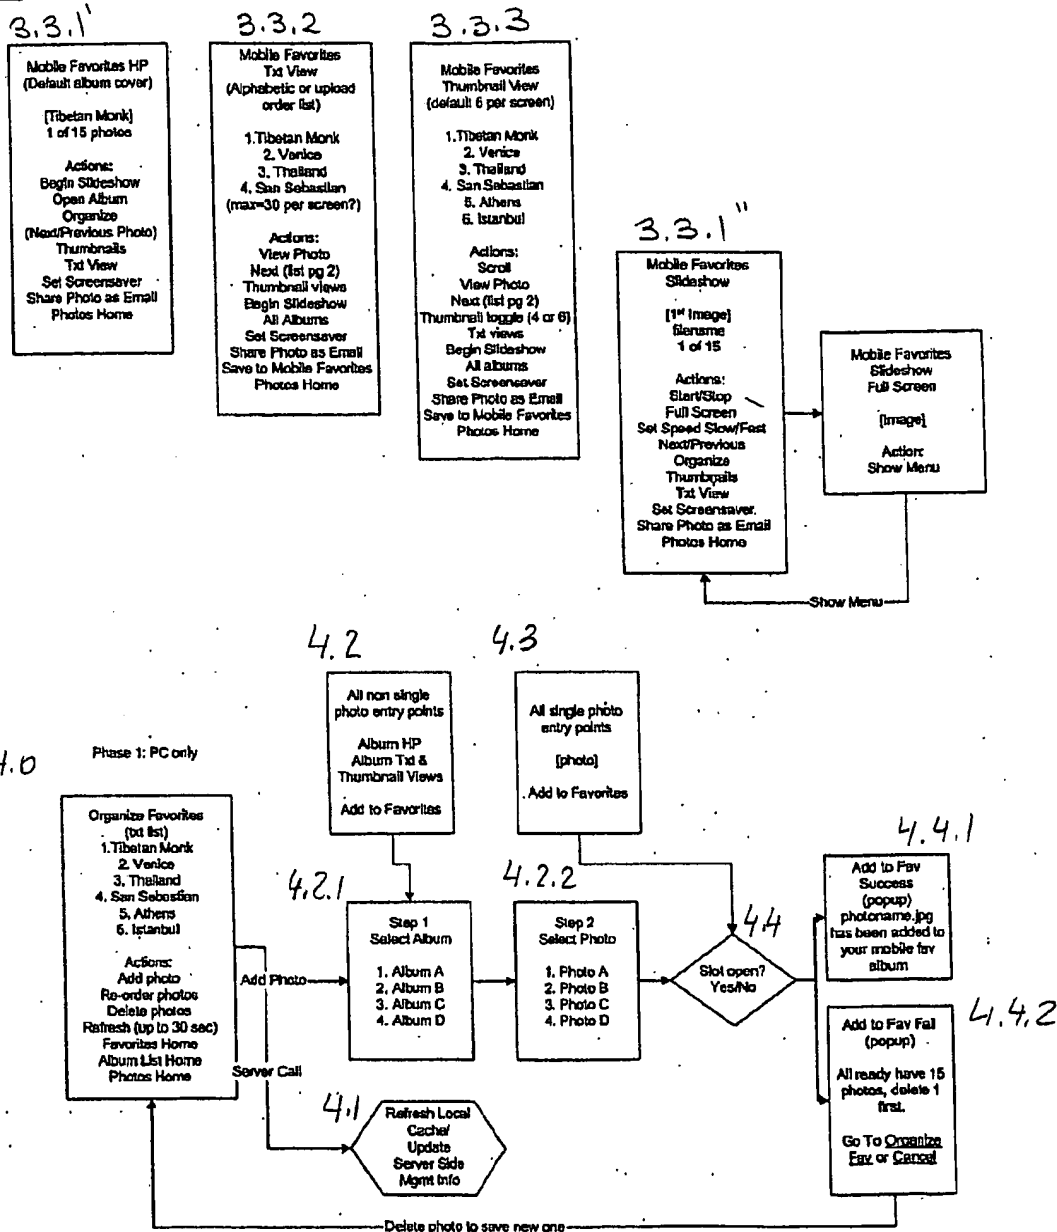 3.3.1'
Mobile Favorites HP
(Default album cover)
[Tibetan Monk]
1 of 15 photos
Actions:
Begin Slideshow
Open Album
Organize
(Next/Previous Photo)
Thumbnails
Txt View
Set Screensaver
Share Photo as Email
Photos Home
3.3.2
Mobile Favorites
Txt View
(Alphabetic or upload
order list)
1.Tibetan Monk
2. Venice
3. Thailand
4. San Sebastian
(max=30 per screen?)
Actions:
View Photo
Next (list pg 2)
Thumbnail views
Begin Slideshow
All Albums
Set Screensaver
Share Photo as Email
Save to Mobile Favorites
Photos Home
3.3.3
Mobile Favorites
Thumbnail View
(default 6 per screen)
1.Tibetan Monk
2. Venice
3. Thailand
4. San Sebastian
5. Athens
6. Istanbul
Actions:
Scroll
View Photo
Next (list pg 2)
Thumbnail toggle (4 or 6)
Txt views
Begin Slideshow
All albums
Set Screensaver
Share Photo as Email
Save to Mobile Favorites
Photos Home
3.3.1"
Mobile Favorites
Slideshow
[1st Image]
filename
1 of 15
Actions:
Start/Stop
Full Screen
Set Speed Slow/Fast
Next/Previous
Organize
Thumbnails
Txt View
Set Screensaver
Share Photo as Email
Photos Home
Mobile Favorites
Slideshow
Full Screen
[Image]
Action:
Show Menu
Show Menu
4.2
All non single
photo entry points
Album HP
Album Txt &
Thumbnail Views
Add to Favorites
4.3
All single photo
entry points
[photo]
Add to Favorites
4.0
Phase 1: PC only
Organize Favorites
(txt list)
1.Tibetan Monk
2. Venice
3. Thailand
4. San Sebastian
5. Athens
6. Istanbul
Actions:
Add photo
Re-order photos
Delete photos
Refresh (up to 30 sec)
Favorites Home
Album List Home
Photos Home
Add Photo
Server Call
4.2.1
Step 1
Select Album
1. Album A
2. Album B
3. Album C
4. Album D
4.2.2
Step 2
Select Photo
1. Photo A
2. Photo B
3. Photo C
4. Photo D
4.4
Slot open?
Yes/No
4.4.1
Add to Fav
Success
(popup)
photoname.jpg
has been added to
your mobile fav
album
4.4.2
Add to Fav Fail
(popup)
All ready have 15
photos, delete 1
first.
Go To Organize
Fav or Cancel
4.1
Refresh Local
Cache/
Update
Server Side
Mgmt Info
Delete photo to save new one